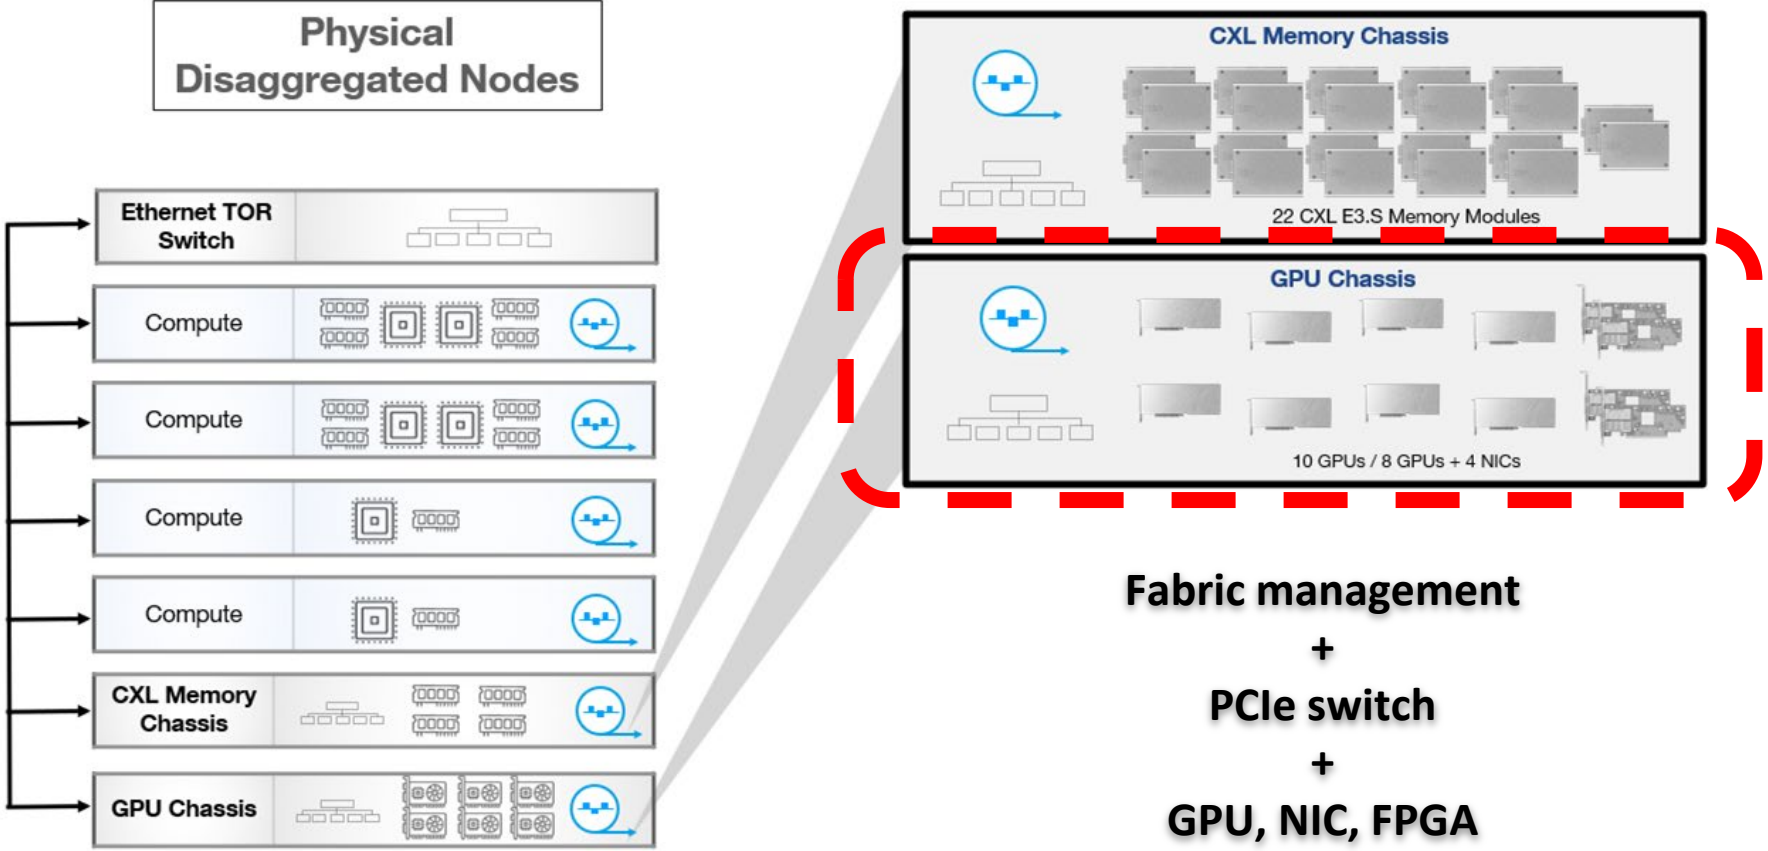 Physical
Disaggregated Nodes
Ethernet TOR
Switch
Compute
Compute
Compute
Compute
CXL Memory
Chassis
GPU Chassis
CXL Memory Chassis
22 CXL E3.S Memory Modules
GPU Chassis
10 GPUs / 8 GPUs + 4 NICs
Fabric management
+
PCIe switch
+
GPU, NIC, FPGA